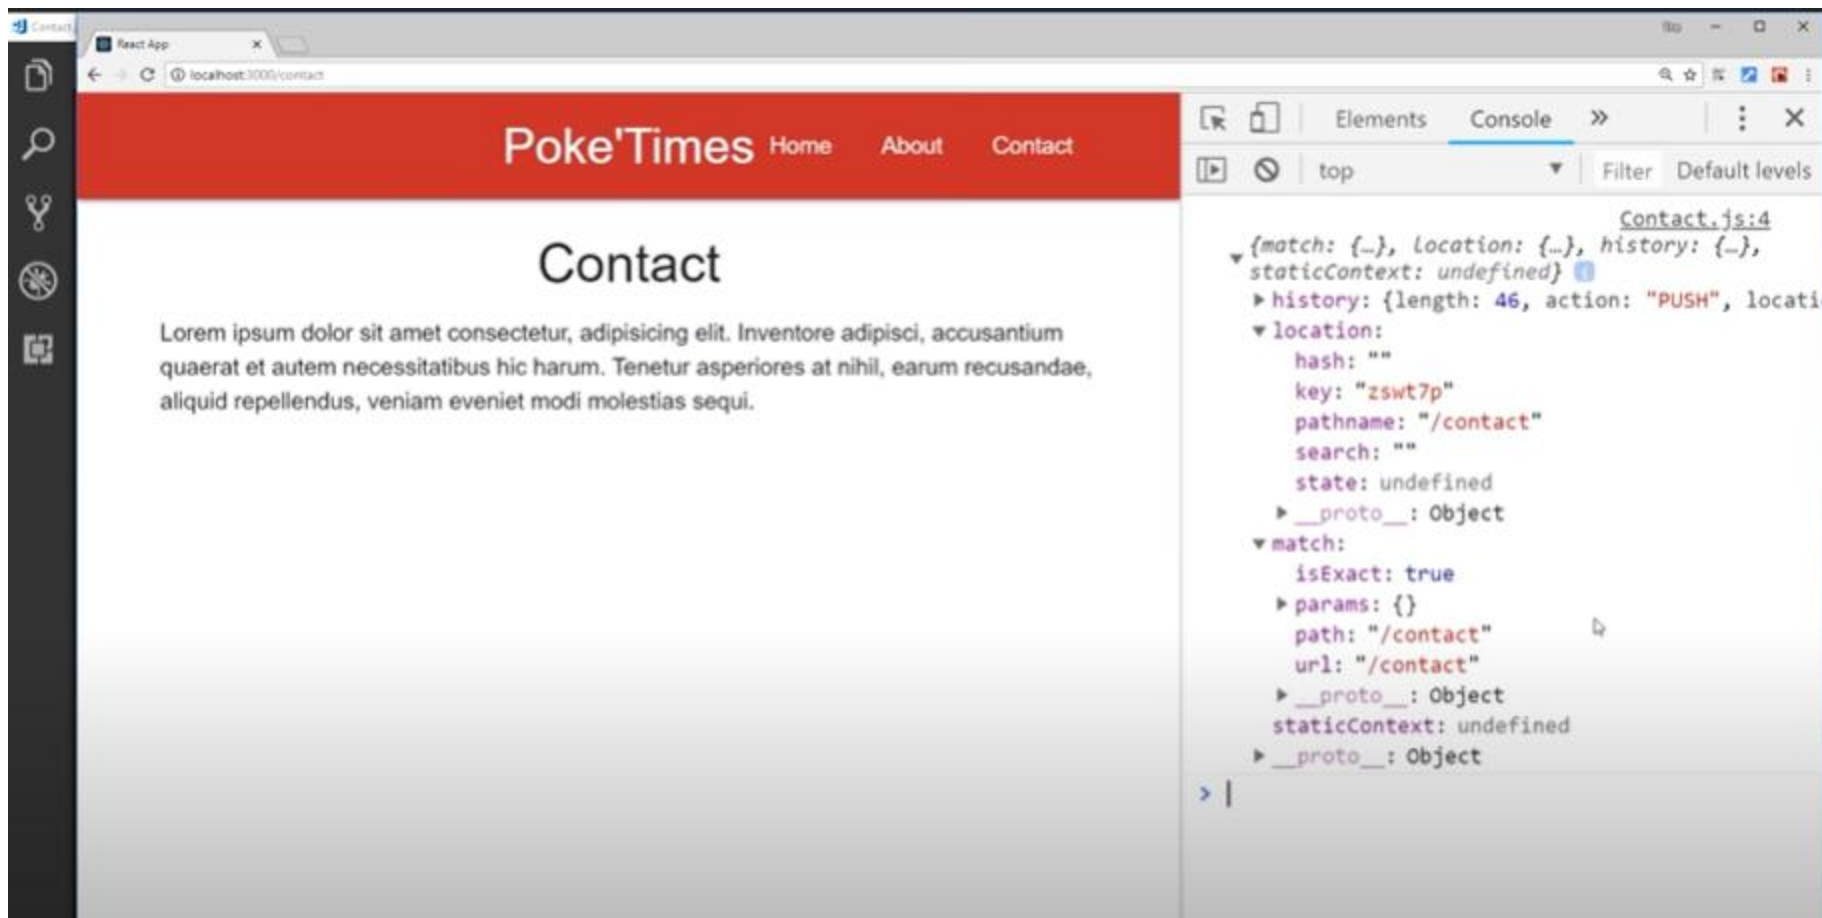 Contact.
React App
localhost:3000/contact
Poke'Times Home About Contact
Contact
Lorem ipsum dolor sit amet consectetur, adipisicing elit. Inventore adipisci, accusantium
quaerat et autem necessitatibus hic harum. Tenetur asperiores at nihil, earum recusandae,
aliquid repellendus, veniam eveniet modi molestias sequi.
Elements Console »
top Filter Default levels
Contact.js:4
{match: {…}, location: {…}, history: {…},
staticContext: undefined}
history: {length: 46, action: "PUSH", locati
location:
hash: ""
key: "zswt7p"
pathname: "/contact"
search: ""
state: undefined
__proto__: Object
match:
isExact: true
params: {}
path: "/contact"
url: "/contact"
__proto__: Object
staticContext: undefined
__proto__: Object
>